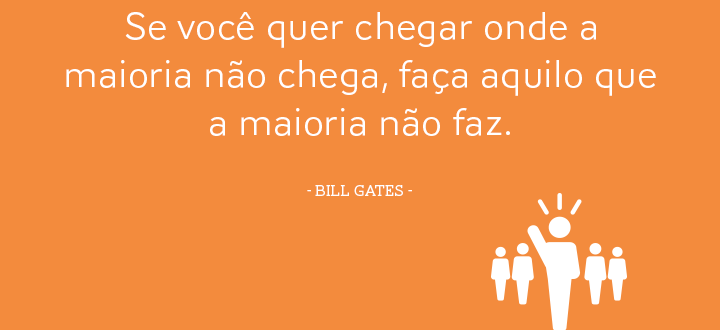 Se você quer chegar onde a
maioria não chega, faça aquilo que
a maioria não faz.
- BILL GATES -